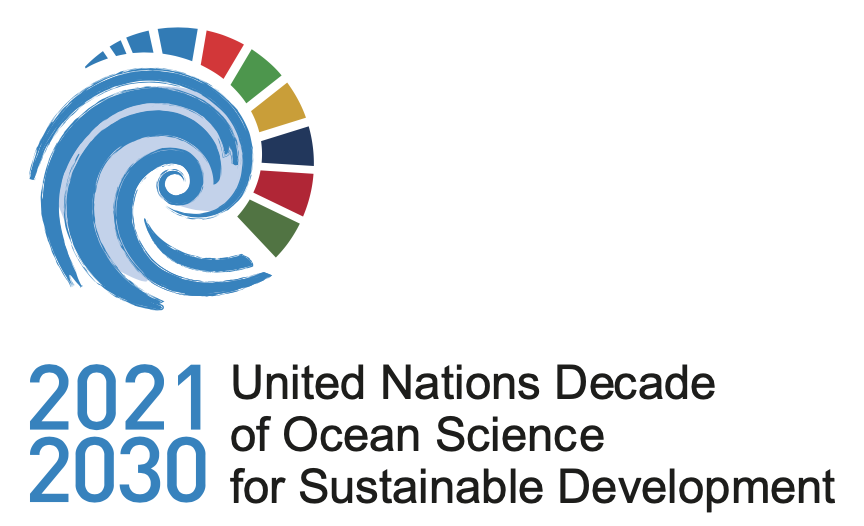 2021
2030
United Nations Decade
of Ocean Science
for Sustainable Development